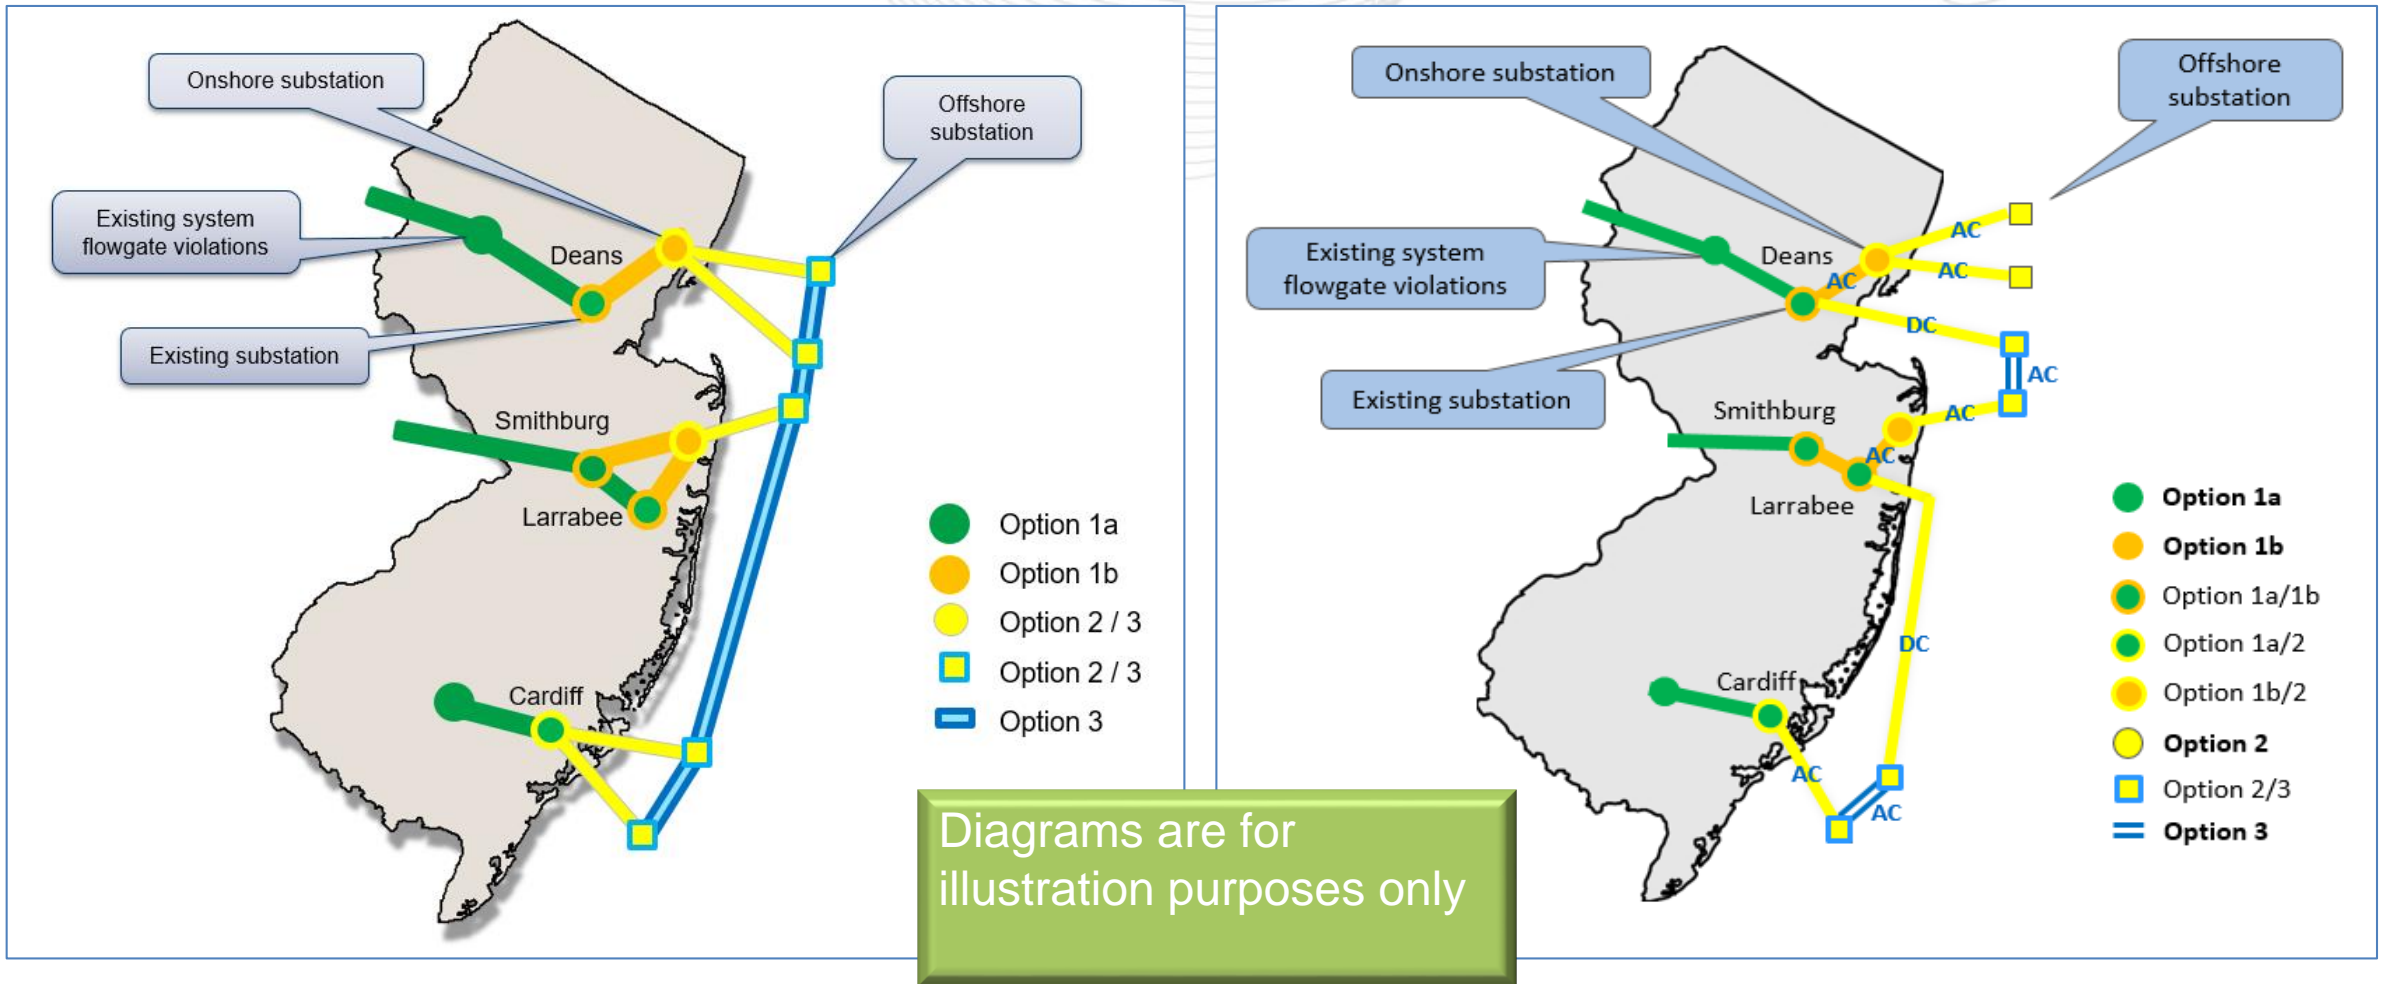 Onshore substation
Offshore
substation
Existing system
flowgate violations
Deans
Existing substation
Smithburg
Larrabee
Cardiff
Option 1a
Option 1b
Option 2 / 3
Option 2 / 3
Option 3
Onshore substation
Offshore
substation
Existing system
flowgate violations
Deans
AC
AC
AC
DC
Existing substation
AC
Smithburg
AC
AC
Larrabee
DC
Cardiff
AC
AC
Option 1a
Option 1b
Option 1a/1b
Option 1a/2
Option 1b/2
Option 2
Option 2/3
Option 3
Diagrams are for
illustration purposes only